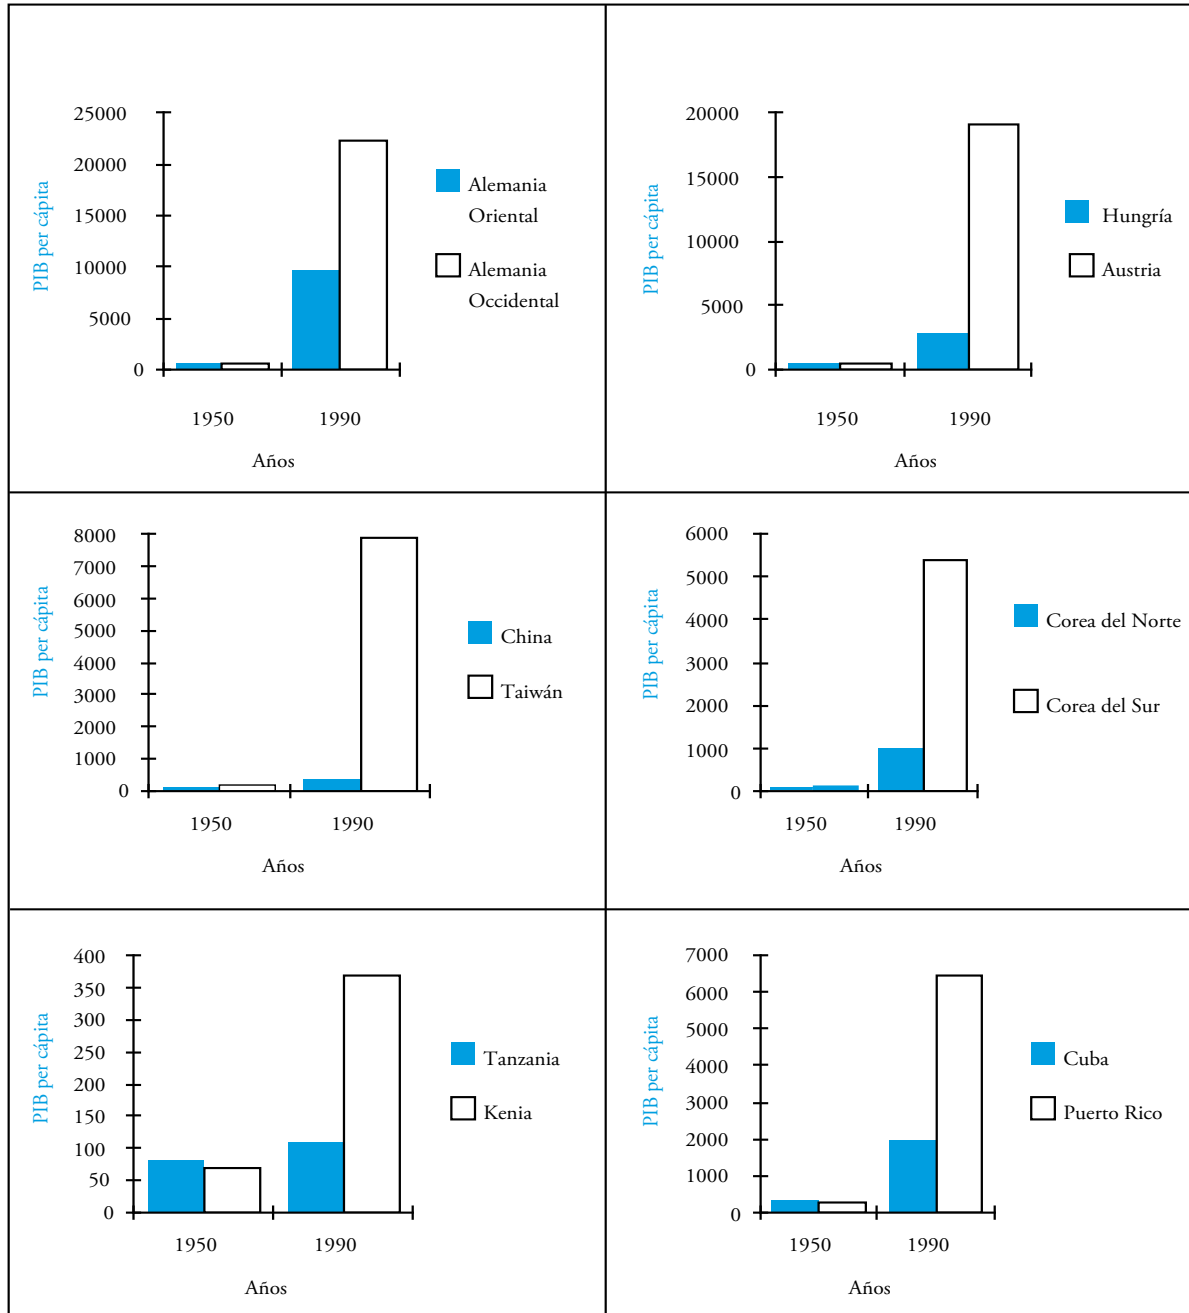 25000
20000
15000
10000
5000
0
PIB per cápita
1950
1990
Años
Alemania
Oriental
Alemania
Occidental
20000
15000
10000
5000
0
PIB per cápita
1950
1990
Años
Hungría
Austria
8000
7000
6000
5000
4000
3000
2000
1000
0
PIB per cápita
1950
1990
Años
China
Taiwán
6000
5000
4000
3000
2000
1000
0
PIB per cápita
1950
1990
Años
Corea del Norte
Corea del Sur
400
350
300
250
200
150
100
50
0
PIB per cápita
1950
1990
Años
Tanzania
Kenia
7000
6000
5000
4000
3000
2000
1000
0
PIB per cápita
1950
1990
Años
Cuba
Puerto Rico